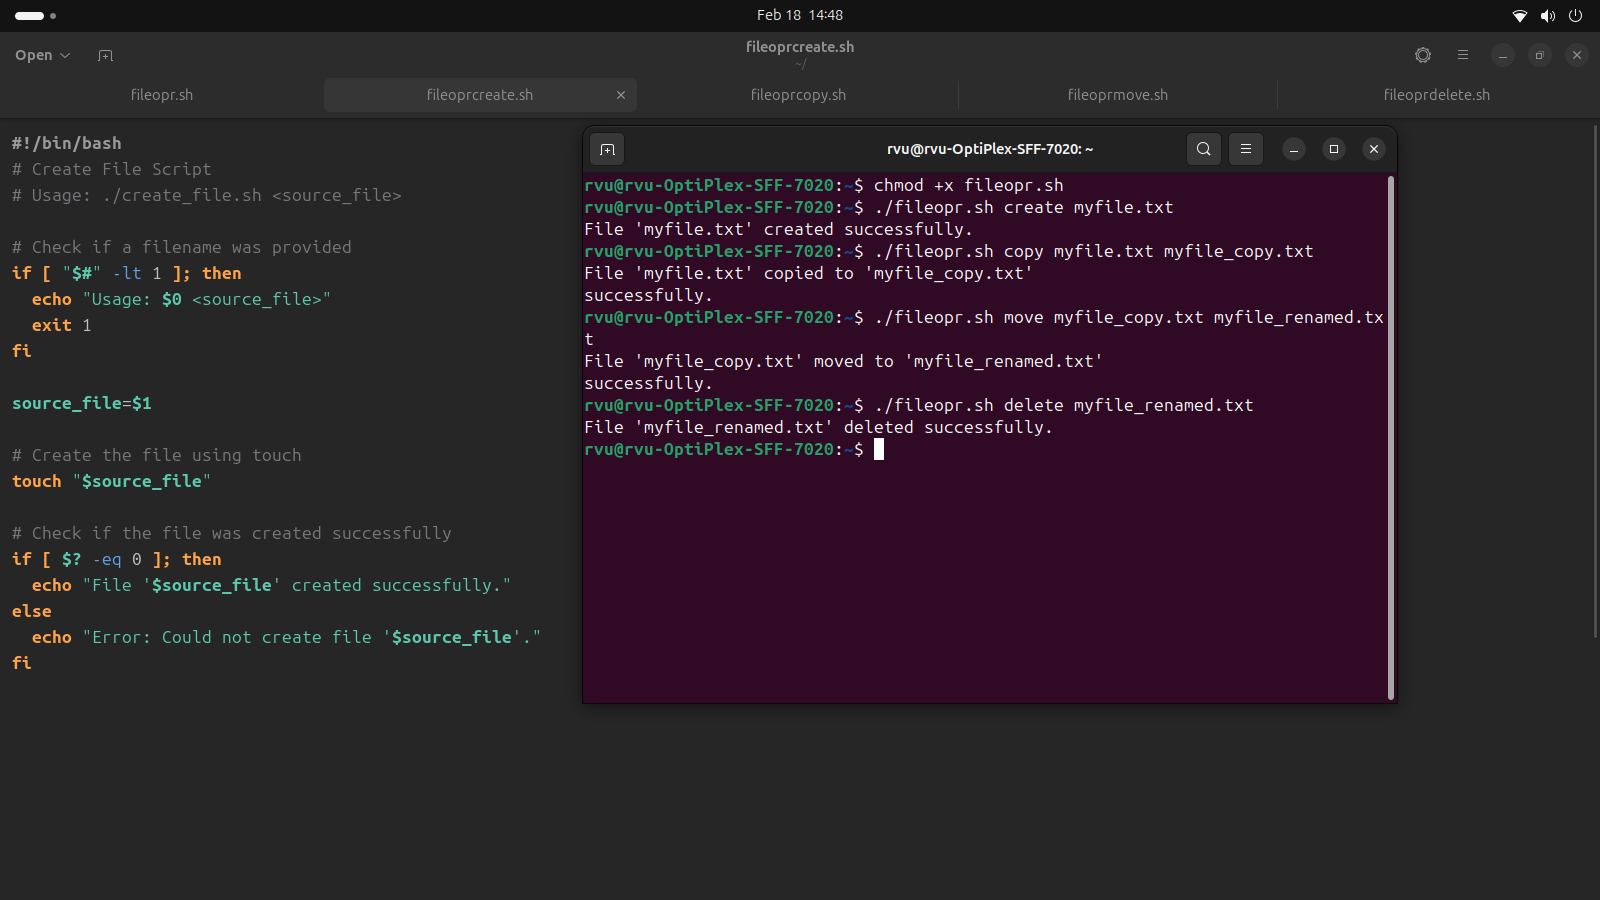 Feb 18 14:48
Open
fileoprcreate.sh
~/
fileopr.sh
fileoprcreate.sh
fileoprcopy.sh
fileoprmove.sh
fileoprdelete.sh
#!/bin/bash
# Create File Script
# Usage: ./create_file.sh <source_file>
# Check if a filename was provided
if [ "$#" -lt 1 ]; then
  echo "Usage: $0 <source_file>"
  exit 1
fi
source_file=$1
# Create the file using touch
touch "$source_file"
# Check if the file was created successfully
if [ $? -eq 0 ]; then
  echo "File '$source_file' created successfully."
else
  echo "Error: Could not create file '$source_file'."
fi
rvu@rvu-OptiPlex-SFF-7020: ~
rvu@rvu-OptiPlex-SFF-7020:~$ chmod +x fileopr.sh
rvu@rvu-OptiPlex-SFF-7020:~$ ./fileopr.sh create myfile.txt
File 'myfile.txt' created successfully.
rvu@rvu-OptiPlex-SFF-7020:~$ ./fileopr.sh copy myfile.txt myfile_copy.txt
File 'myfile.txt' copied to 'myfile_copy.txt'
successfully.
rvu@rvu-OptiPlex-SFF-7020:~$ ./fileopr.sh move myfile_copy.txt myfile_renamed.tx
t
File 'myfile_copy.txt' moved to 'myfile_renamed.txt'
successfully.
rvu@rvu-OptiPlex-SFF-7020:~$ ./fileopr.sh delete myfile_renamed.txt
File 'myfile_renamed.txt' deleted successfully.
rvu@rvu-OptiPlex-SFF-7020:~$